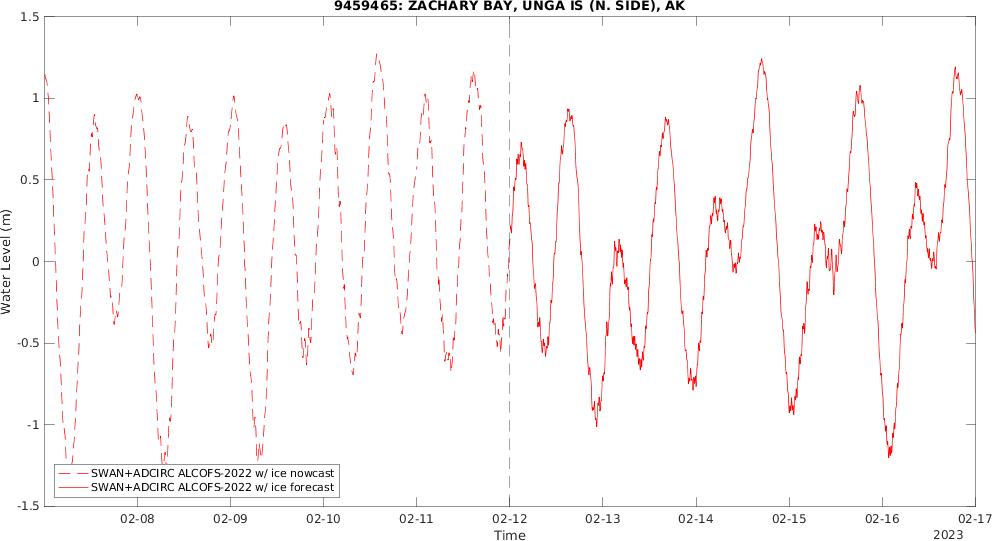 9459465: ZACHARY BAY, UNGA IS (N. SIDE), AK
1.5
1
0.5
0
-0.5
-1
-1.5
Water Level (m)
SWAN+ADCIRC ALCOFS-2022 w/ ice nowcast
SWAN+ADCIRC ALCOFS-2022 w/ ice forecast
02-08 02-09 02-10 02-11 02-12 02-13 02-14 02-15 02-16 02-17
Time
2023